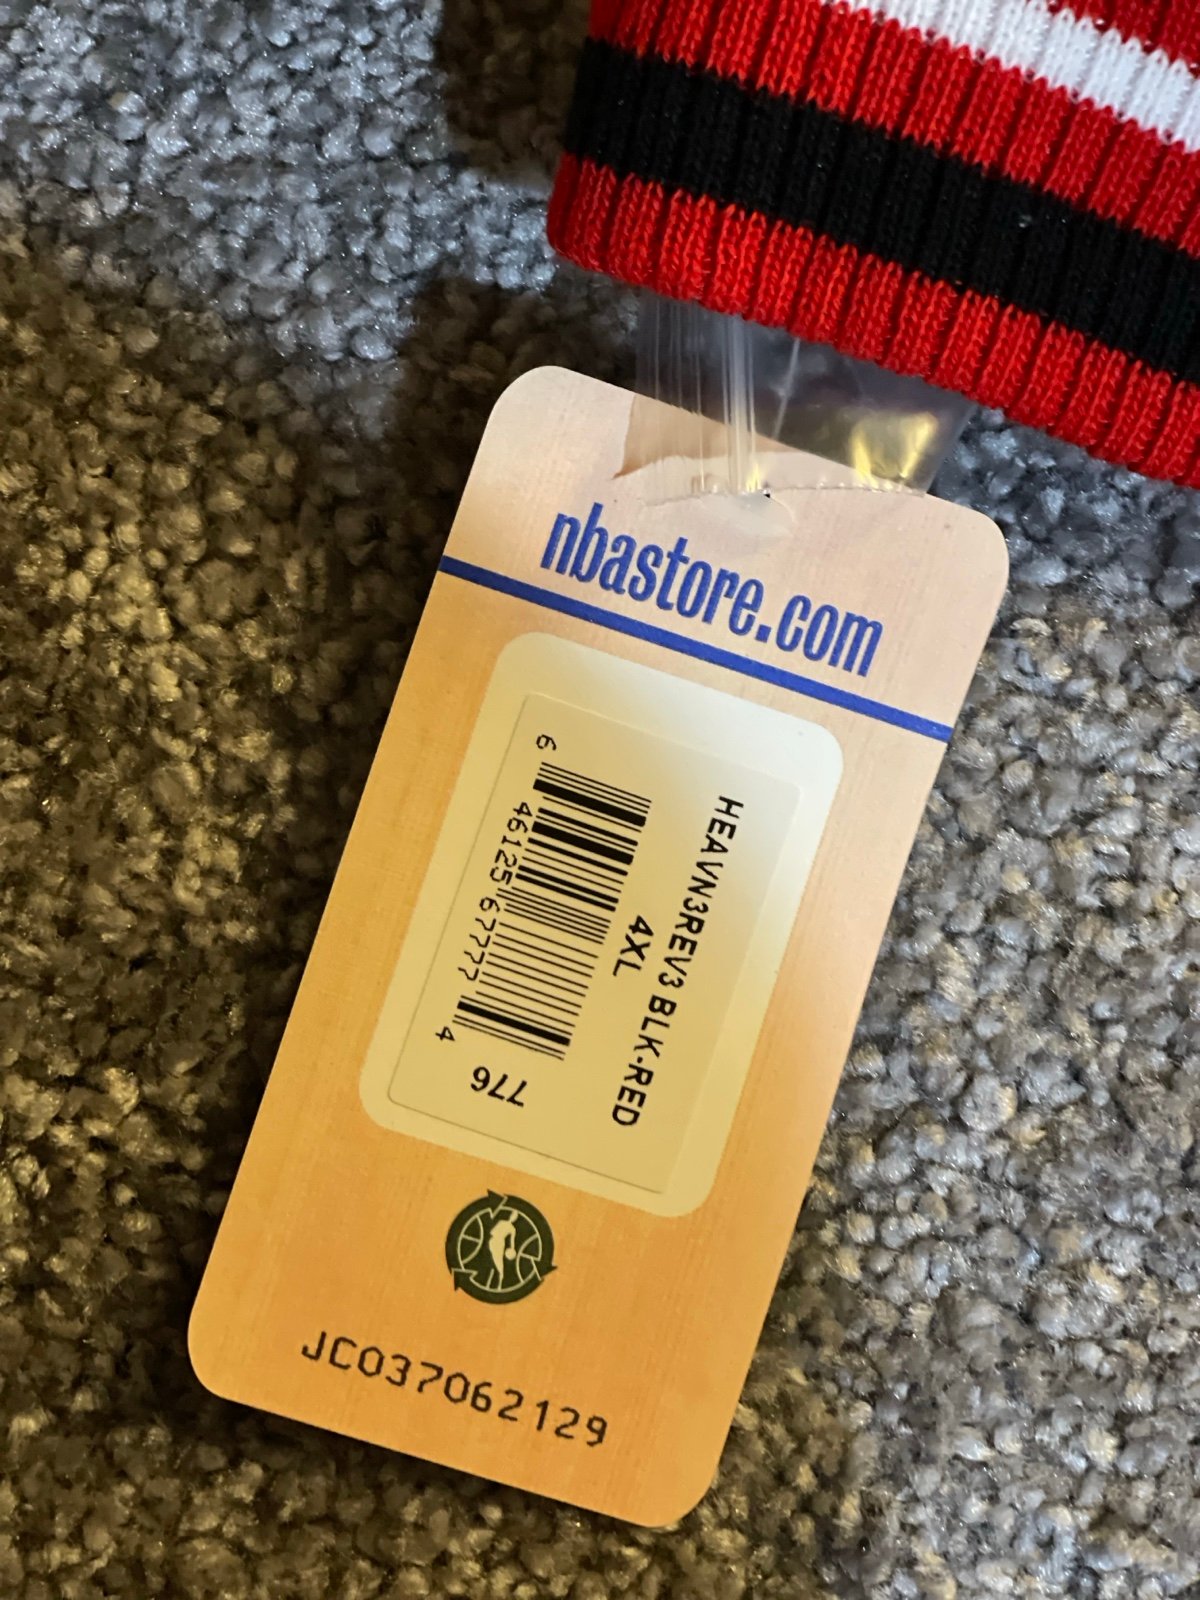 nbastore.com
HEAVN3REV3 BLK-RED
4XL
6 46125 67777 4
776
JC037062129